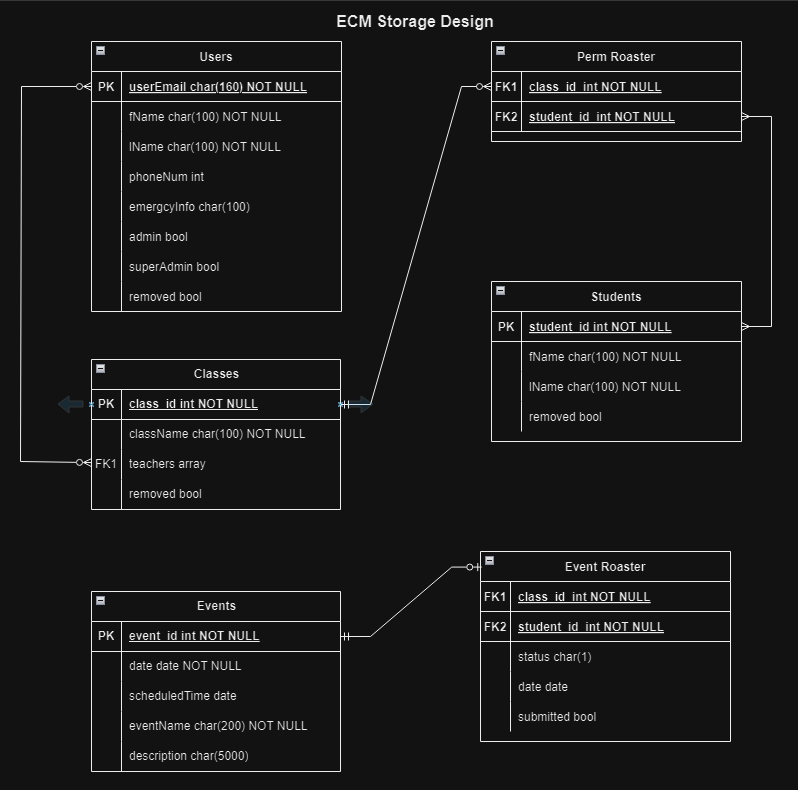 ECM Storage Design
Users
PK userEmail char(160) NOT NULL
fName char(100) NOT NULL
lName char(100) NOT NULL
phoneNum int
emergcyInfo char(100)
admin bool
superAdmin bool
removed bool
Classes
PK class_id int NOT NULL
className char(100) NOT NULL
FK1 teachers array
removed bool
Events
PK event_id int NOT NULL
date date NOT NULL
scheduledTime date
eventName char(200) NOT NULL
description char(5000)
Perm Roaster
FK1 class_id int NOT NULL
FK2 student_id int NOT NULL
Students
PK student_id int NOT NULL
fName char(100) NOT NULL
lName char(100) NOT NULL
removed bool
Event Roaster
FK1 class_id int NOT NULL
FK2 student_id int NOT NULL
status char(1)
date date
submitted bool